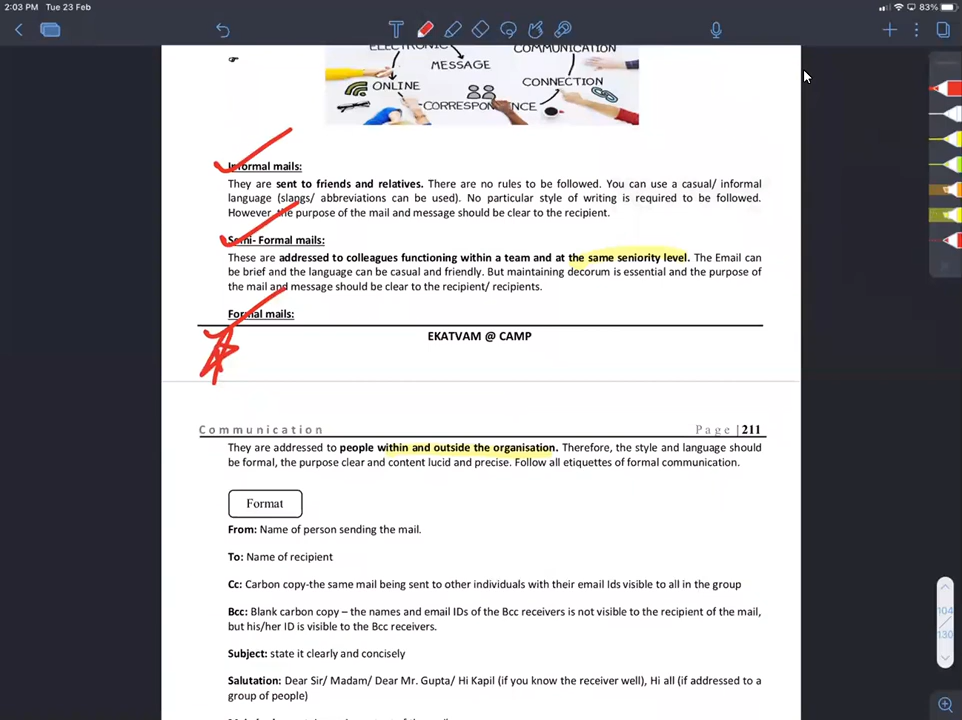 2:03 PM Tue 23 Feb
83%
MESSAGE
COMMUNICATION
ONLINE
CONNECTION
CORRESPONDENCE
Informal mails:
They are sent to friends and relatives. There are no rules to be followed. You can use a casual/ informal
language (slangs/ abbreviations can be used). No particular style of writing is required to be followed.
However, the purpose of the mail and message should be clear to the recipient.
Semi- Formal mails:
These are addressed to colleagues functioning within a team and at the same seniority level. The Email can
be brief and the language can be casual and friendly. But maintaining decorum is essential and the purpose of
the mail and message should be clear to the recipient/ recipients.
Formal mails:
EKATVAM @ CAMP
Communication
Page |211
They are addressed to people within and outside the organisation. Therefore, the style and language should
be formal, the purpose clear and content lucid and precise. Follow all etiquettes of formal communication.
Format
From: Name of person sending the mail.
To: Name of recipient
Cc: Carbon copy-the same mail being sent to other individuals with their email Ids visible to all in the group
Bcc: Blank carbon copy – the names and email IDs of the Bcc receivers is not visible to the recipient of the mail,
but his/her ID is visible to the Bcc receivers.
Subject: state it clearly and concisely
Salutation: Dear Sir/ Madam/ Dear Mr. Gupta/ Hi Kapil (if you know the receiver well), Hi all (if addressed to a
group of people)
104
130